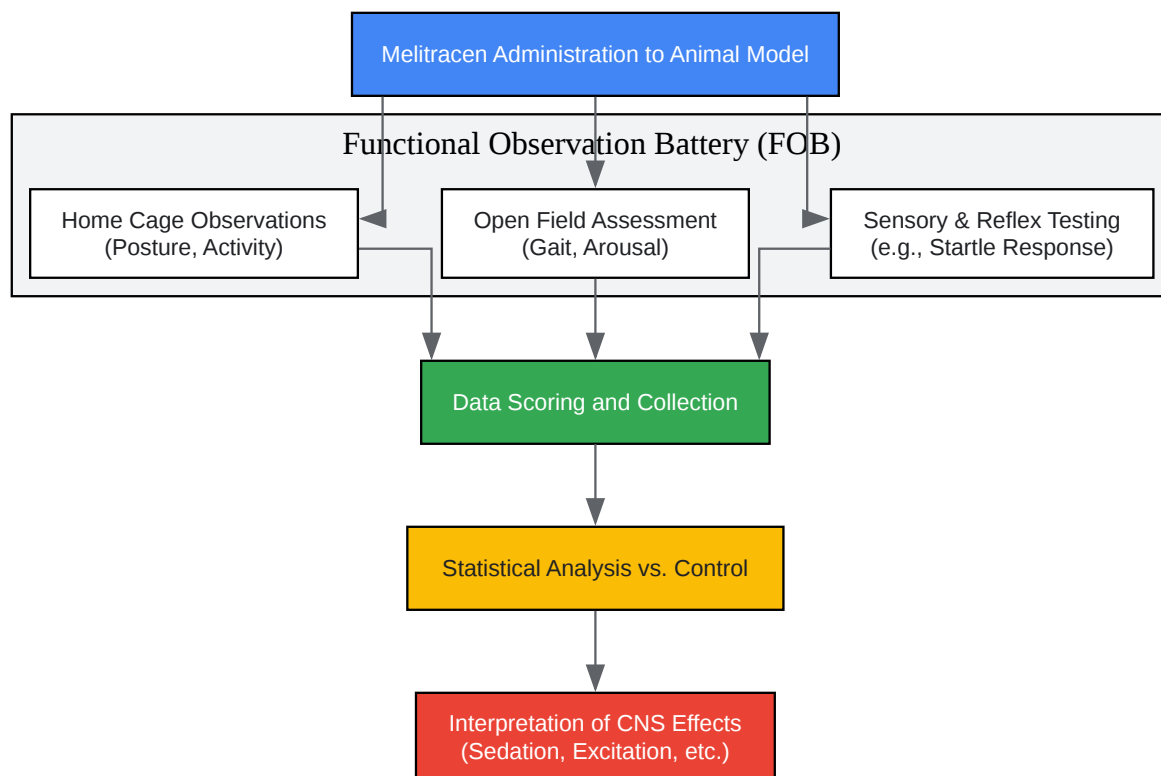 Melitracen Administration to Animal Model
Functional Observation Battery (FOB)
Home Cage Observations
(Posture, Activity)
Open Field Assessment
(Gait, Arousal)
Sensory & Reflex Testing
(e.g., Startle Response)
Data Scoring and Collection
Statistical Analysis vs. Control
Interpretation of CNS Effects
(Sedation, Excitation, etc.)